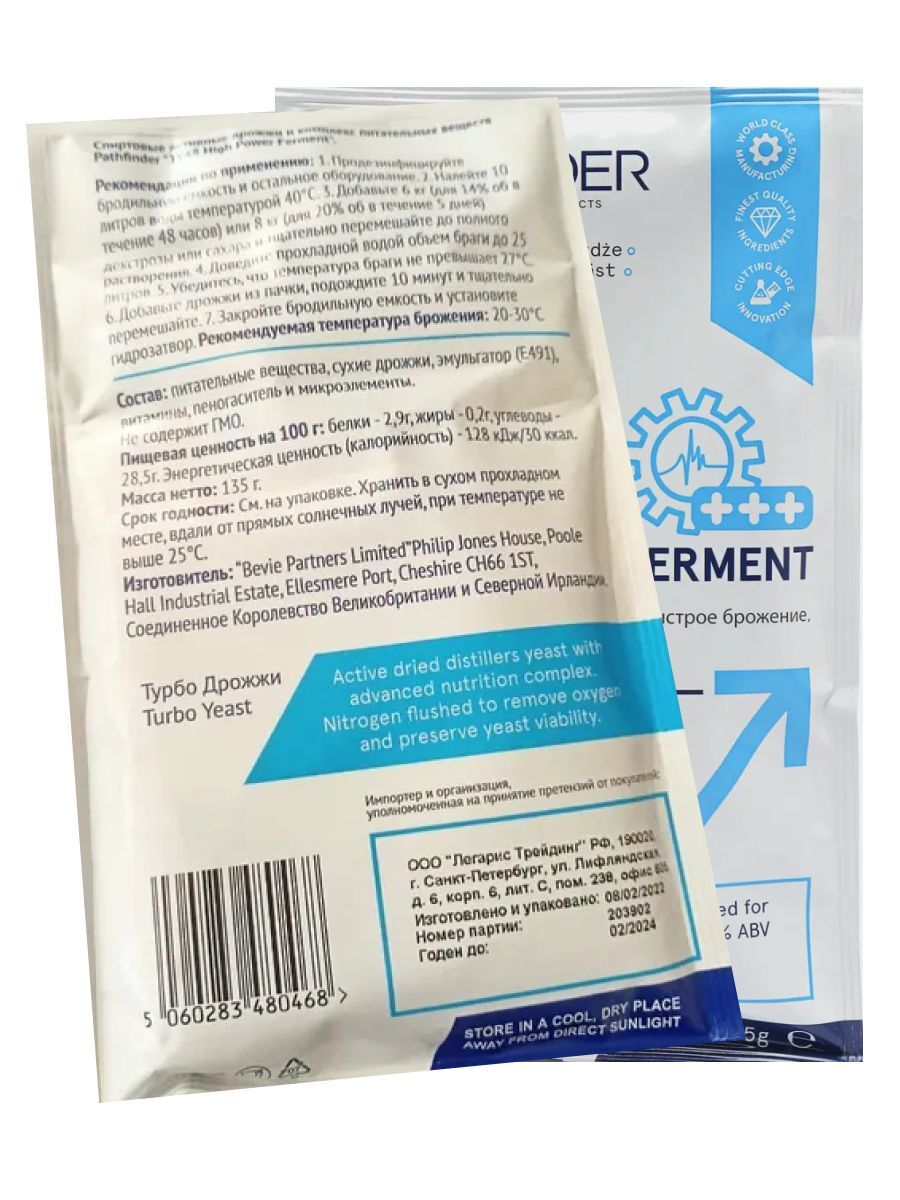 Спиртовые активные дрожжи и комплекс питательных веществ
Pathfinder "1 48 High Power Ferment".
Рекомендации по применению: 1. Продезинфицируйте
бродильную емкость и остальное оборудование. 2. Налейте 10
литров воды температурой 40°C. 3. Добавьте 6 кг (для 14% об в
течение 48 часов) или 8 кг (для 20% об в течение 5 дней)
декстрозы или сахара и тщательно перемешайте до полного
растворения. 4. Доведите прохладной водой объем браги до 25
литров. 5. Убедитесь, что температура браги не превышает 27°C.
6. Добавьте дрожжи из пачки, подождите 10 минут и тщательно
перемешайте. 7. Закройте бродильную емкость и установите
гидрозатвор. Рекомендуемая температура брожения: 20-30°C
Состав: питательные вещества, сухие дрожжи, эмульгатор (E491),
витамины, пеногаситель и микроэлементы.
Не содержит ГМО.
Пищевая ценность на 100 г: белки - 2,9г, жиры - 0,2г, углеводы -
28,5г. Энергетическая ценность (калорийность) - 128 кДж/30 ккал.
Масса нетто: 135 г.
Срок годности: См. на упаковке. Хранить в сухом прохладном
месте, вдали от прямых солнечных лучей, при температуре не
выше 25°C.
Изготовитель: "Bevie Partners Limited" Philip Jones House, Poole
Hall Industrial Estate, Ellesmere Port, Cheshire CH66 1ST,
Соединенное Королевство Великобритании и Северной Ирландии.
Турбо Дрожжи
Turbo Yeast
Active dried distillers yeast with
advanced nutrition complex.
Nitrogen flushed to remove oxygen
and preserve yeast viability.
Импортер и организация,
уполномоченная на принятие претензий от покупателей:
ООО "Легарис Трейдинг" РФ, 190020,
г. Санкт-Петербург, ул. Лифляндская,
д. 6, корп. 6, лит. С, пом. 238, офис 605
Изготовлено и упаковано: 08/02/2022
Номер партии: 203902
Годен до: 02/2024
5 060283 480468 >
STORE IN A COOL, DRY PLACE
AWAY FROM DIRECT SUNLIGHT
DER
CTS
dże
ist
WORLD CLASS
MANUFACTURING
FINEST QUALITY
INGREDIENTS
CUTTING EDGE
INNOVATION
+++
ERMENT
ыстрое брожение,
ed for
% ABV
5g e